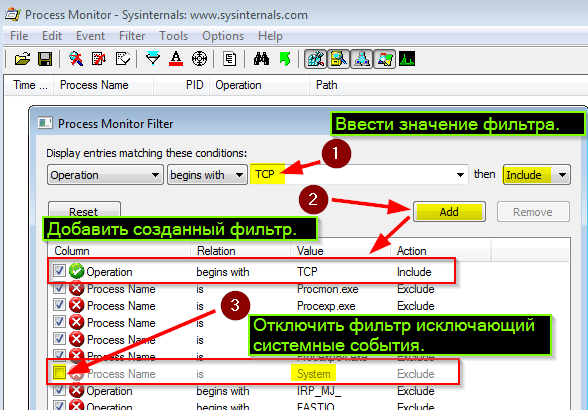 Process Monitor - Sysinternals: www.sysinternals.com
File Edit Event Filter Tools Options Help
Time ... Process Name PID Operation Path
Process Monitor Filter
Ввести значение фильтра.
Display entries matching these conditions:
1
Operation begins with TCP then Include
2
Reset Add Remove
Добавить созданный фильтр.
Column Relation Value Action
Operation begins with TCP Include
Process Name is Procmon.exe Exclude
Process Name is Procexp.exe Exclude
3
Process Name is Exclude
Отключить фильтр исключающий
системные события.
Process Name is Exclude
Process Name is Exclude
Process Name is System Exclude
Operation begins with IRP_MJ_ Exclude
Operation begins with FASTIO_ Exclude